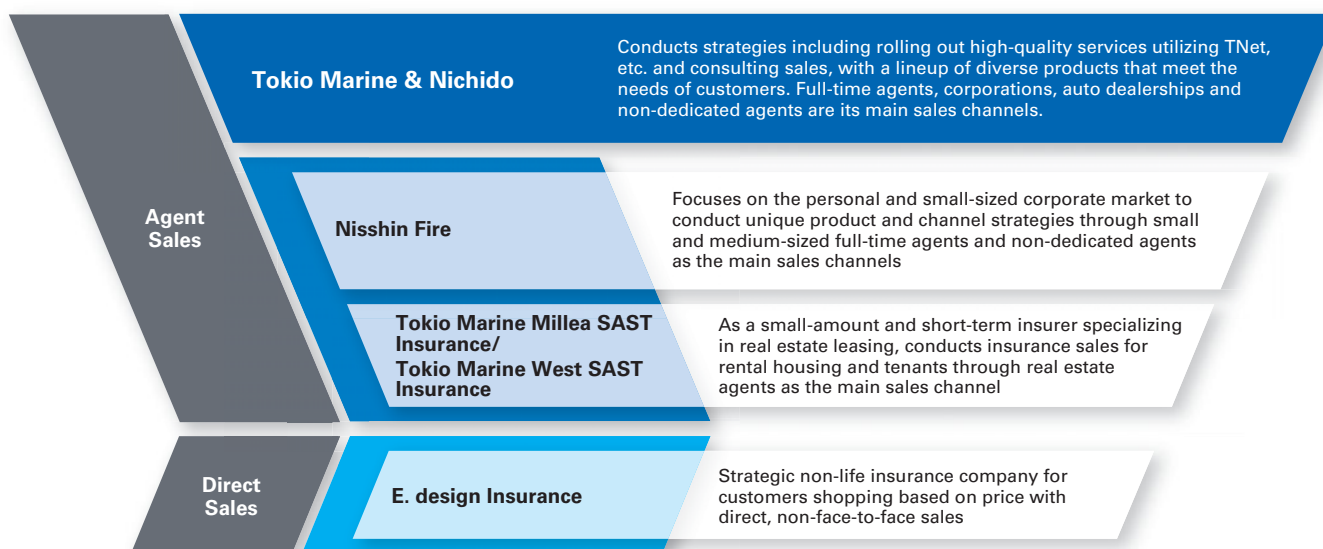 Agent
Sales
Tokio Marine & Nichido
Conducts strategies including rolling out high-quality services utilizing TNet,
etc. and consulting sales, with a lineup of diverse products that meet the
needs of customers. Full-time agents, corporations, auto dealerships and
non-dedicated agents are its main sales channels.
Nisshin Fire
Focuses on the personal and small-sized corporate market to
conduct unique product and channel strategies through small
and medium-sized full-time agents and non-dedicated agents
as the main sales channels
Tokio Marine Millea SAST
Insurance/
Tokio Marine West SAST
Insurance
As a small-amount and short-term insurer specializing
in real estate leasing, conducts insurance sales for
rental housing and tenants through real estate
agents as the main sales channel
Direct
Sales
E. design Insurance
Strategic non-life insurance company for
customers shopping based on price with
direct, non-face-to-face sales